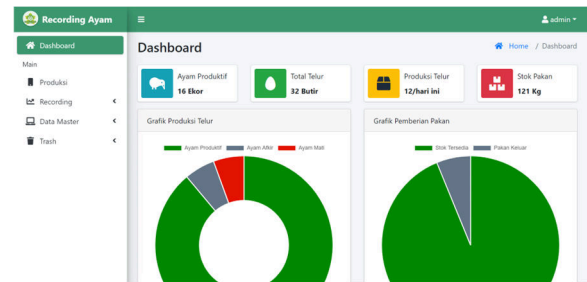 Recording Ayam
admin
Dashboard
Main
Produksi
Recording
Data Master
Trash
Dashboard
Home / Dashboard
Ayam Produktif
16 Ekor
Total Telur
32 Butir
Produksi Telur
12/hari ini
Stok Pakan
121 Kg
Grafik Produksi Telur
Ayam Produktif Ayam Afkir Ayam Mati
Grafik Pemberian Pakan
Stok Tersedia Pakan Keluar